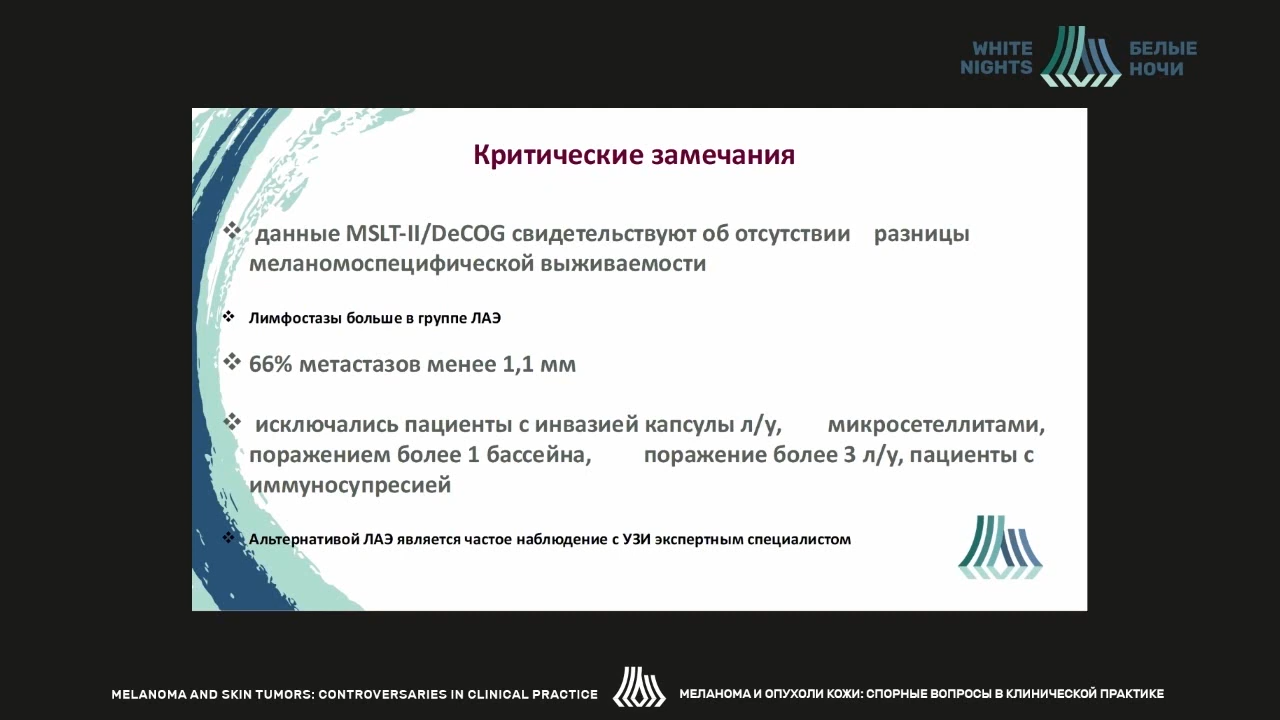 WHITE
NIGHTS
БЕЛЫЕ
НОЧИ
Критические замечания
данные MSLT-II/DeCOG свидетельствуют об отсутствии разницы
меланомоспецифической выживаемости
Лимфостазы больше в группе ЛАЭ
66% метастазов менее 1,1 мм
исключались пациенты с инвазией капсулы л/у, микросетеллитами,
поражением более 1 бассейна, поражение более 3 л/у, пациенты с
иммуносупресией
Альтернативой ЛАЭ является частое наблюдение с УЗИ экспертным специалистом
MELANOMA AND SKIN TUMORS: CONTROVERSARIES IN CLINICAL PRACTICE
МЕЛАНОМА И ОПУХОЛИ КОЖИ: СПОРНЫЕ ВОПРОСЫ В КЛИНИЧЕСКОЙ ПРАКТИКЕ